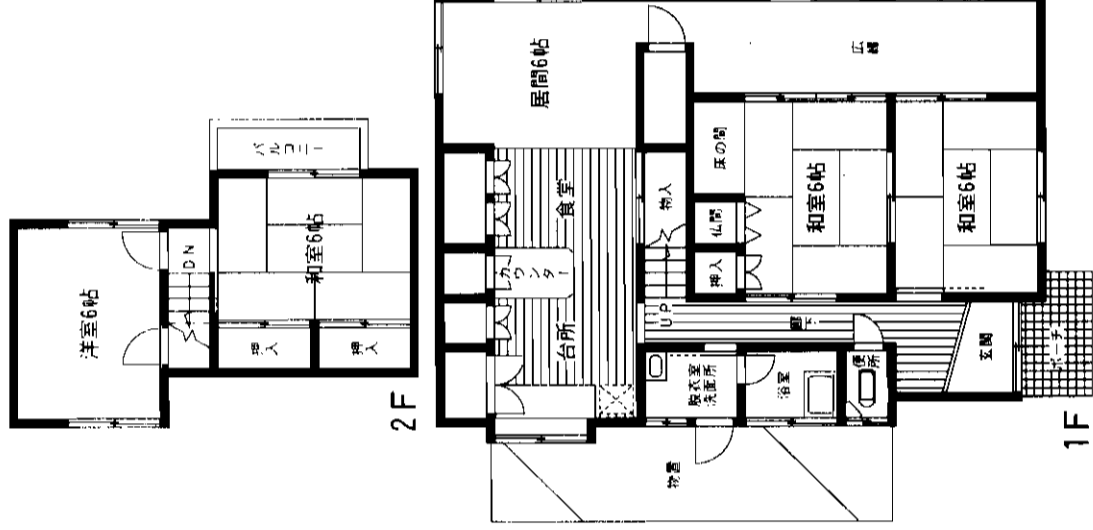 洋室6帖
DN
バルコニー
和室6帖
押入
押入
2F
居間6帖
広縁
食堂
カウンター
台所
物入
UP
床の間
仏間
押入
和室6帖
和室6帖
廊下
脱衣室
洗面所
浴室
便所
玄関
ポーチ
物置
1F